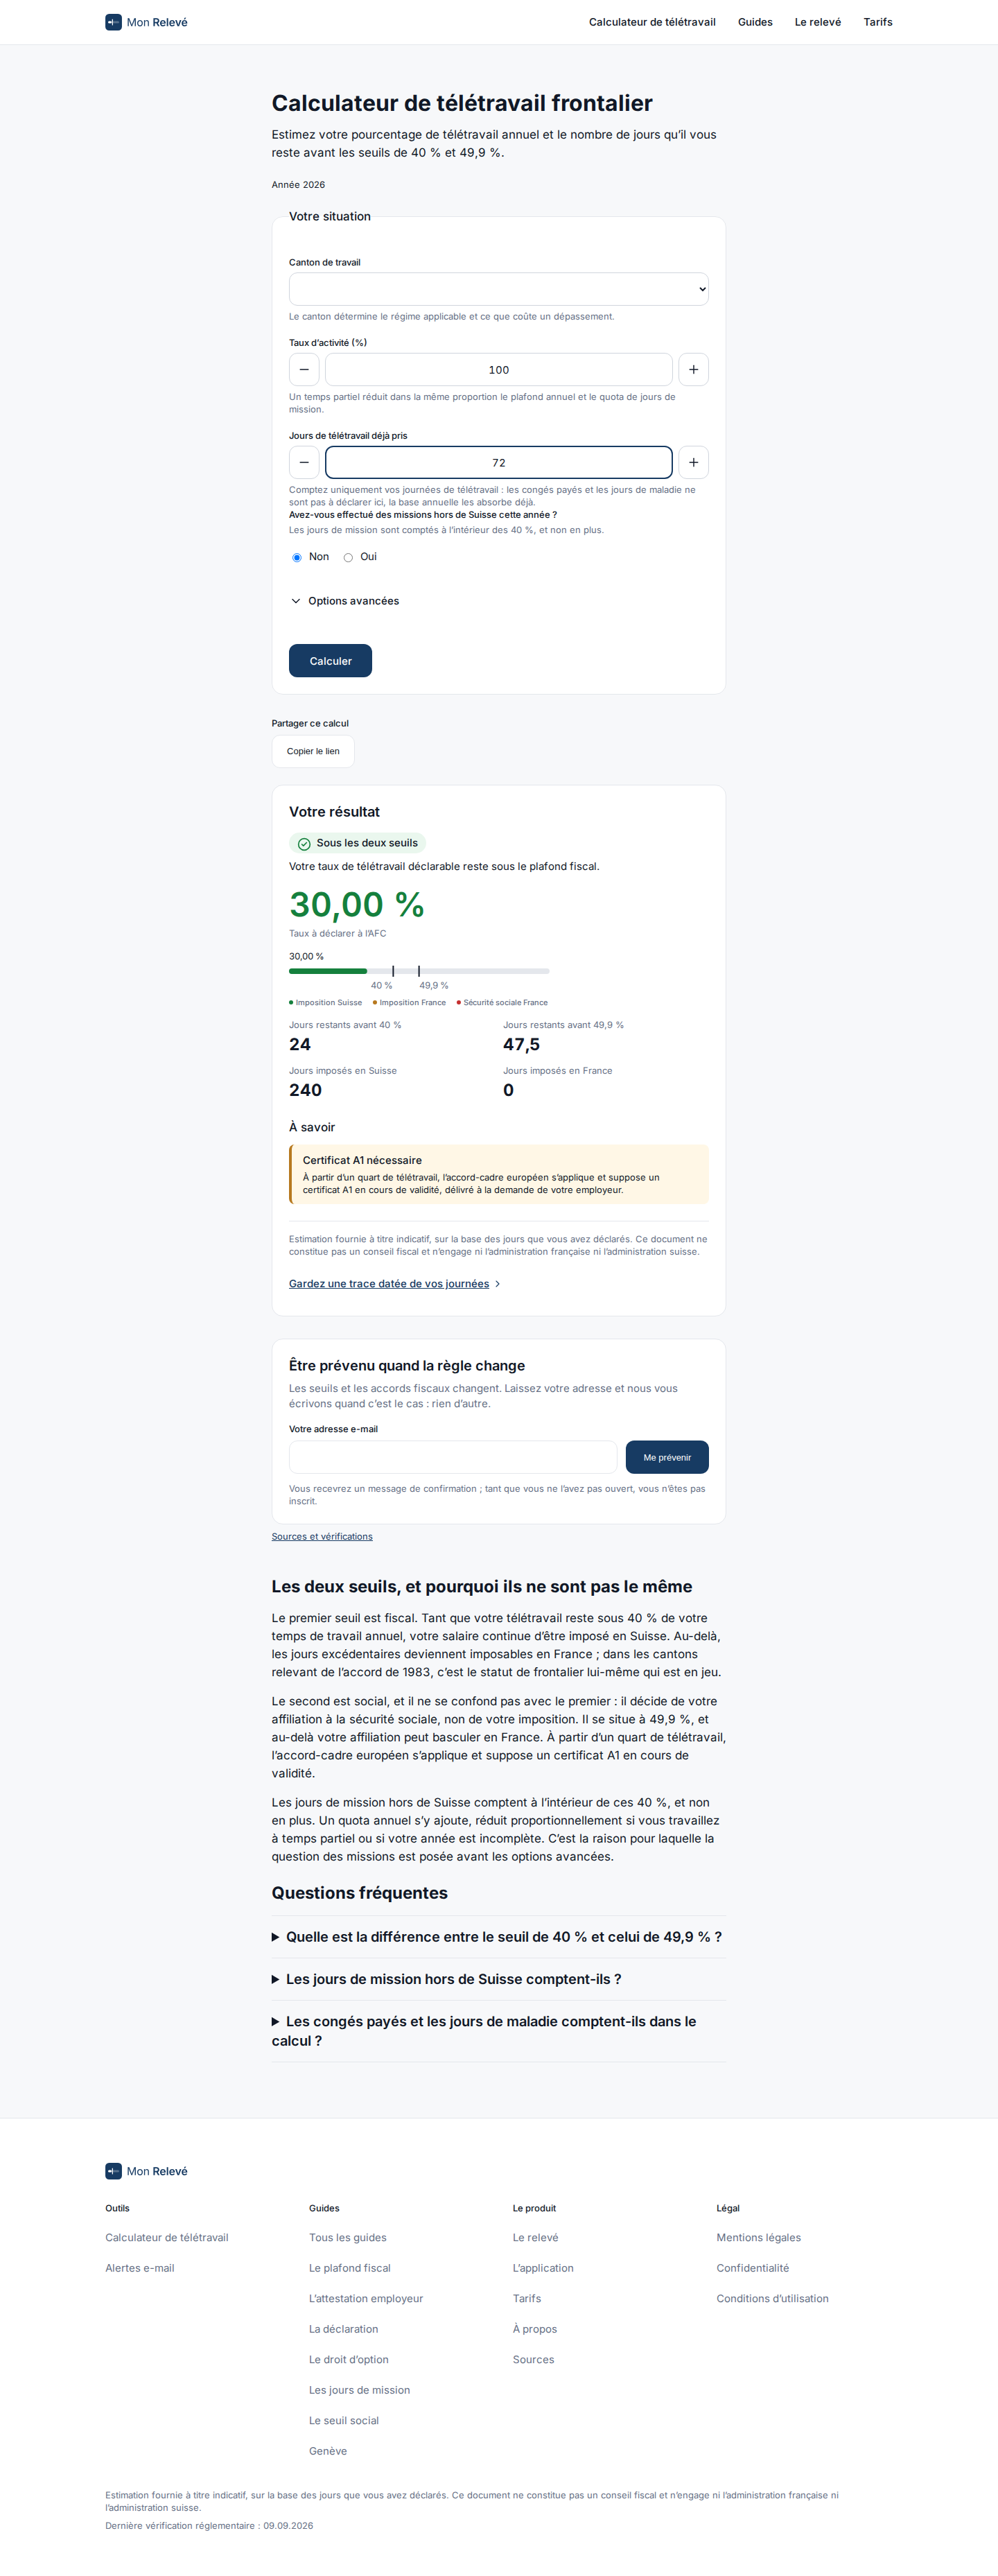 Mon Relevé
Calculateur de télétravail
Guides
Le relevé
Tarifs
Calculateur de télétravail frontalier
Estimez votre pourcentage de télétravail annuel et le nombre de jours qu’il vous
reste avant les seuils de 40 % et 49,9 %.
Année 2026
Votre situation
Canton de travail
Le canton détermine le régime applicable et ce que coûte un dépassement.
Taux d’activité (%)
100
Un temps partiel réduit dans la même proportion le plafond annuel et le quota de jours de
mission.
Jours de télétravail déjà pris
72
Comptez uniquement vos journées de télétravail : les congés payés et les jours de maladie ne
sont pas à déclarer ici, la base annuelle les absorbe déjà.
Avez-vous effectué des missions hors de Suisse cette année ?
Les jours de mission sont comptés à l’intérieur des 40 %, et non en plus.
Non
Oui
Options avancées
Calculer
Partager ce calcul
Copier le lien
Votre résultat
Sous les deux seuils
Votre taux de télétravail déclarable reste sous le plafond fiscal.
30,00 %
Taux à déclarer à l’AFC
30,00 %
40 %
49,9 %
Imposition Suisse
Imposition France
Sécurité sociale France
Jours restants avant 40 %
Jours restants avant 49,9 %
24
47,5
Jours imposés en Suisse
Jours imposés en France
240
0
À savoir
Certificat A1 nécessaire
À partir d’un quart de télétravail, l’accord-cadre européen s’applique et suppose un
certificat A1 en cours de validité, délivré à la demande de votre employeur.
Estimation fournie à titre indicatif, sur la base des jours que vous avez déclarés. Ce document ne
constitue pas un conseil fiscal et n’engage ni l’administration française ni l’administration suisse.
Gardez une trace datée de vos journées
Être prévenu quand la règle change
Les seuils et les accords fiscaux changent. Laissez votre adresse et nous vous
écrivons quand c’est le cas : rien d’autre.
Votre adresse e-mail
Me prévenir
Vous recevrez un message de confirmation ; tant que vous ne l’avez pas ouvert, vous n’êtes pas
inscrit.
Sources et vérifications
Les deux seuils, et pourquoi ils ne sont pas le même
Le premier seuil est fiscal. Tant que votre télétravail reste sous 40 % de votre
temps de travail annuel, votre salaire continue d’être imposé en Suisse. Au-delà,
les jours excédentaires deviennent imposables en France ; dans les cantons
relevant de l’accord de 1983, c’est le statut de frontalier lui-même qui est en jeu.
Le second est social, et il ne se confond pas avec le premier : il décide de votre
affiliation à la sécurité sociale, non de votre imposition. Il se situe à 49,9 %, et
au-delà votre affiliation peut basculer en France. À partir d’un quart de télétravail,
l’accord-cadre européen s’applique et suppose un certificat A1 en cours de
validité.
Les jours de mission hors de Suisse comptent à l’intérieur de ces 40 %, et non
en plus. Un quota annuel s’y ajoute, réduit proportionnellement si vous travaillez
à temps partiel ou si votre année est incomplète. C’est la raison pour laquelle la
question des missions est posée avant les options avancées.
Questions fréquentes
Quelle est la différence entre le seuil de 40 % et celui de 49,9 % ?
Les jours de mission hors de Suisse comptent-ils ?
Les congés payés et les jours de maladie comptent-ils dans le
calcul ?
Mon Relevé
Outils
Calculateur de télétravail
Alertes e-mail
Guides
Tous les guides
Le plafond fiscal
L’attestation employeur
La déclaration
Le droit d’option
Les jours de mission
Le seuil social
Genève
Le produit
Le relevé
L’application
Tarifs
À propos
Sources
Légal
Mentions légales
Confidentialité
Conditions d’utilisation
Estimation fournie à titre indicatif, sur la base des jours que vous avez déclarés. Ce document ne constitue pas un conseil fiscal et n’engage ni l’administration française ni
l’administration suisse.
Dernière vérification réglementaire : 09.09.2026